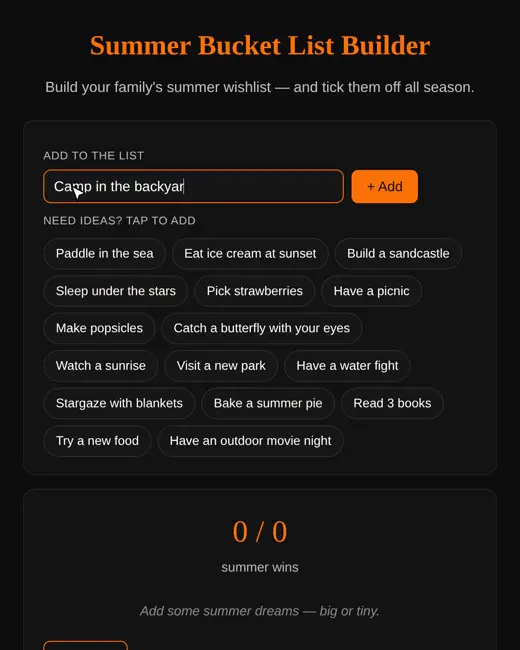 Summer Bucket List Builder
Build your family's summer wishlist — and tick them off all season.
ADD TO THE LIST
Camp in the backyar
+ Add
NEED IDEAS? TAP TO ADD
Paddle in the sea
Eat ice cream at sunset
Build a sandcastle
Sleep under the stars
Pick strawberries
Have a picnic
Make popsicles
Catch a butterfly with your eyes
Watch a sunrise
Visit a new park
Have a water fight
Stargaze with blankets
Bake a summer pie
Read 3 books
Try a new food
Have an outdoor movie night
0 / 0
summer wins
Add some summer dreams — big or tiny.